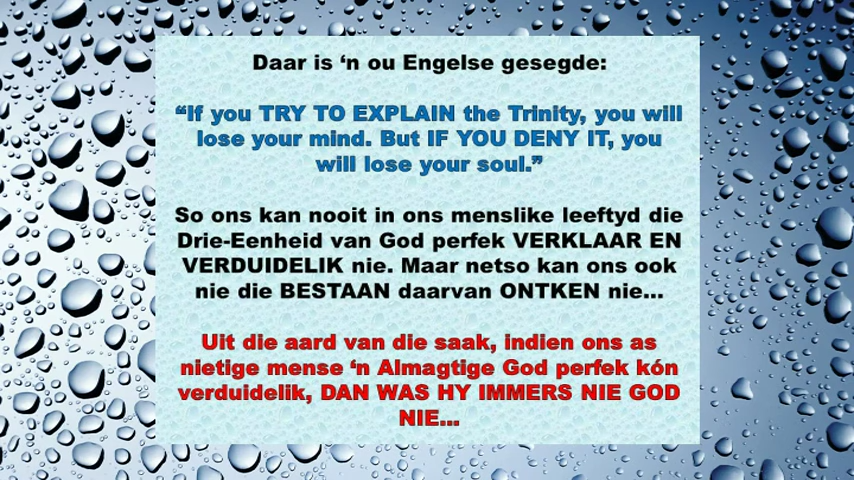 Daar is ‘n ou Engelse gesegde:
“If you TRY TO EXPLAIN the Trinity, you will
lose your mind. But IF YOU DENY IT, you
will lose your soul.”
So ons kan nooit in ons menslike leeftyd die
Drie-Eenheid van God perfek VERKLAAR EN
VERDUIDELIK nie. Maar netso kan ons ook
nie die BESTAAN daarvan ONTKEN nie...
Uit die aard van die saak, indien ons as
nietige mense ‘n Almagtige God perfek kón
verduidelik, DAN WAS HY IMMERS NIE GOD
NIE...